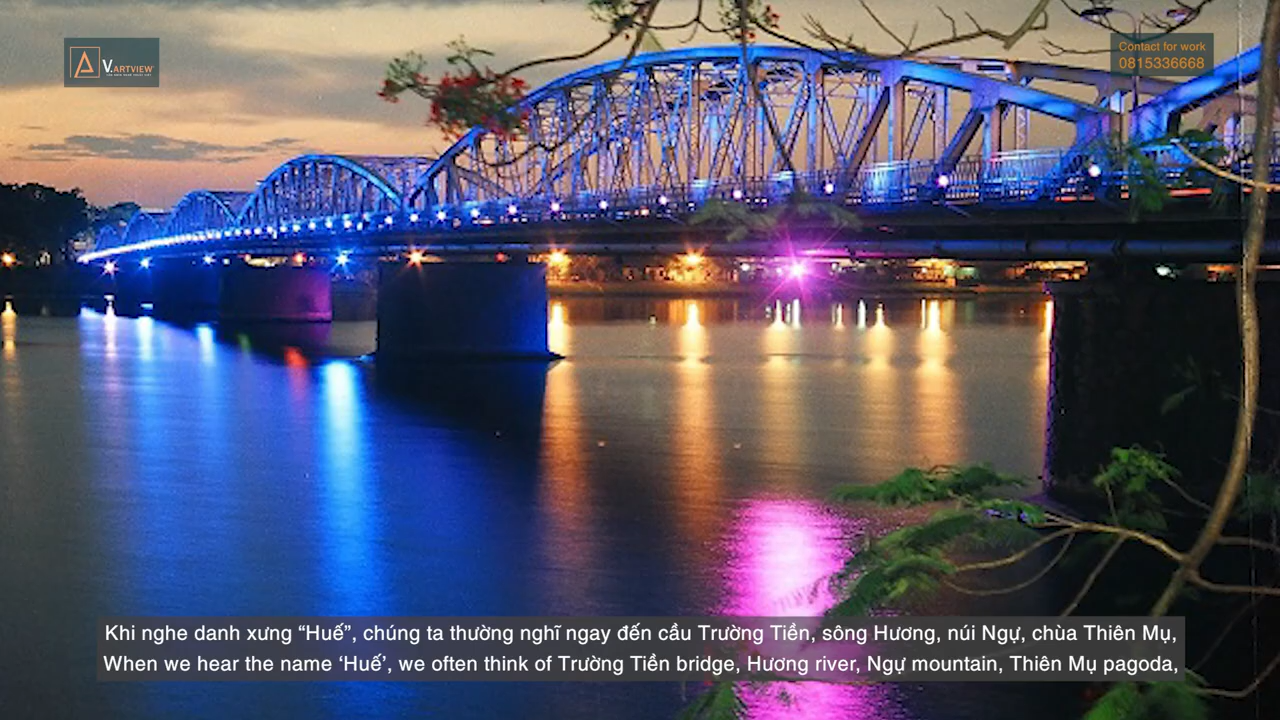 V.ARTVIEW
Contact for work
0815336668
Khi nghe danh xưng “Huế”, chúng ta thường nghĩ ngay đến cầu Trường Tiền, sông Hương, núi Ngự, chùa Thiên Mụ,
When we hear the name ‘Huế’, we often think of Trường Tiền bridge, Hương river, Ngự mountain, Thiên Mụ pagoda,